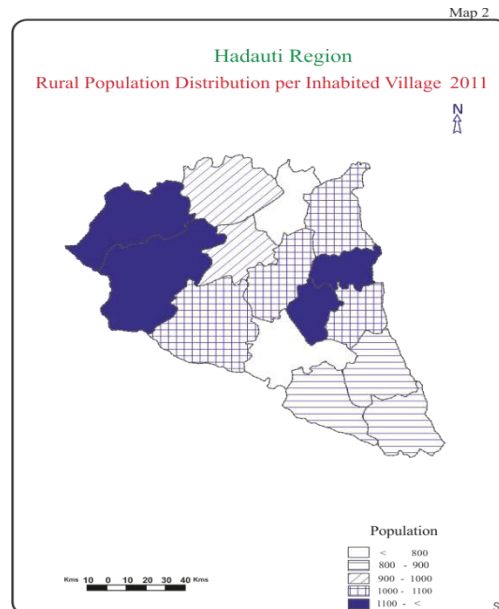 Map 2
Hadauti Region
Rural Population Distribution per Inhabited Village 2011
N
Population
< 800
800 - 900
900 - 1000
1000 - 1100
1100 - <
Kms 10 0 10 20 30 40 Kms
S